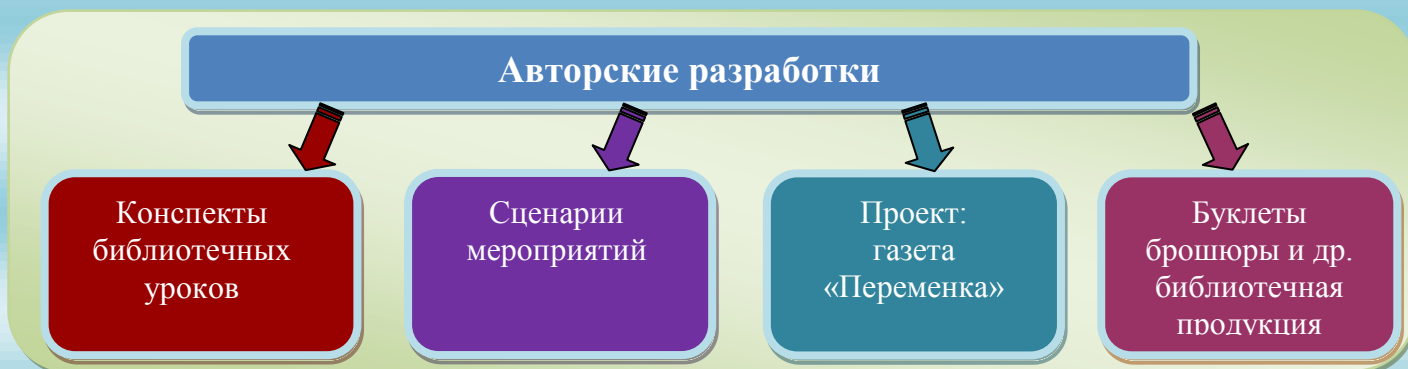 Авторские разработки
Конспекты
библиотечных
уроков
Сценарии
мероприятий
Проект:
газета
«Переменка»
Буклеты
брошюры и др.
библиотечная
продукция